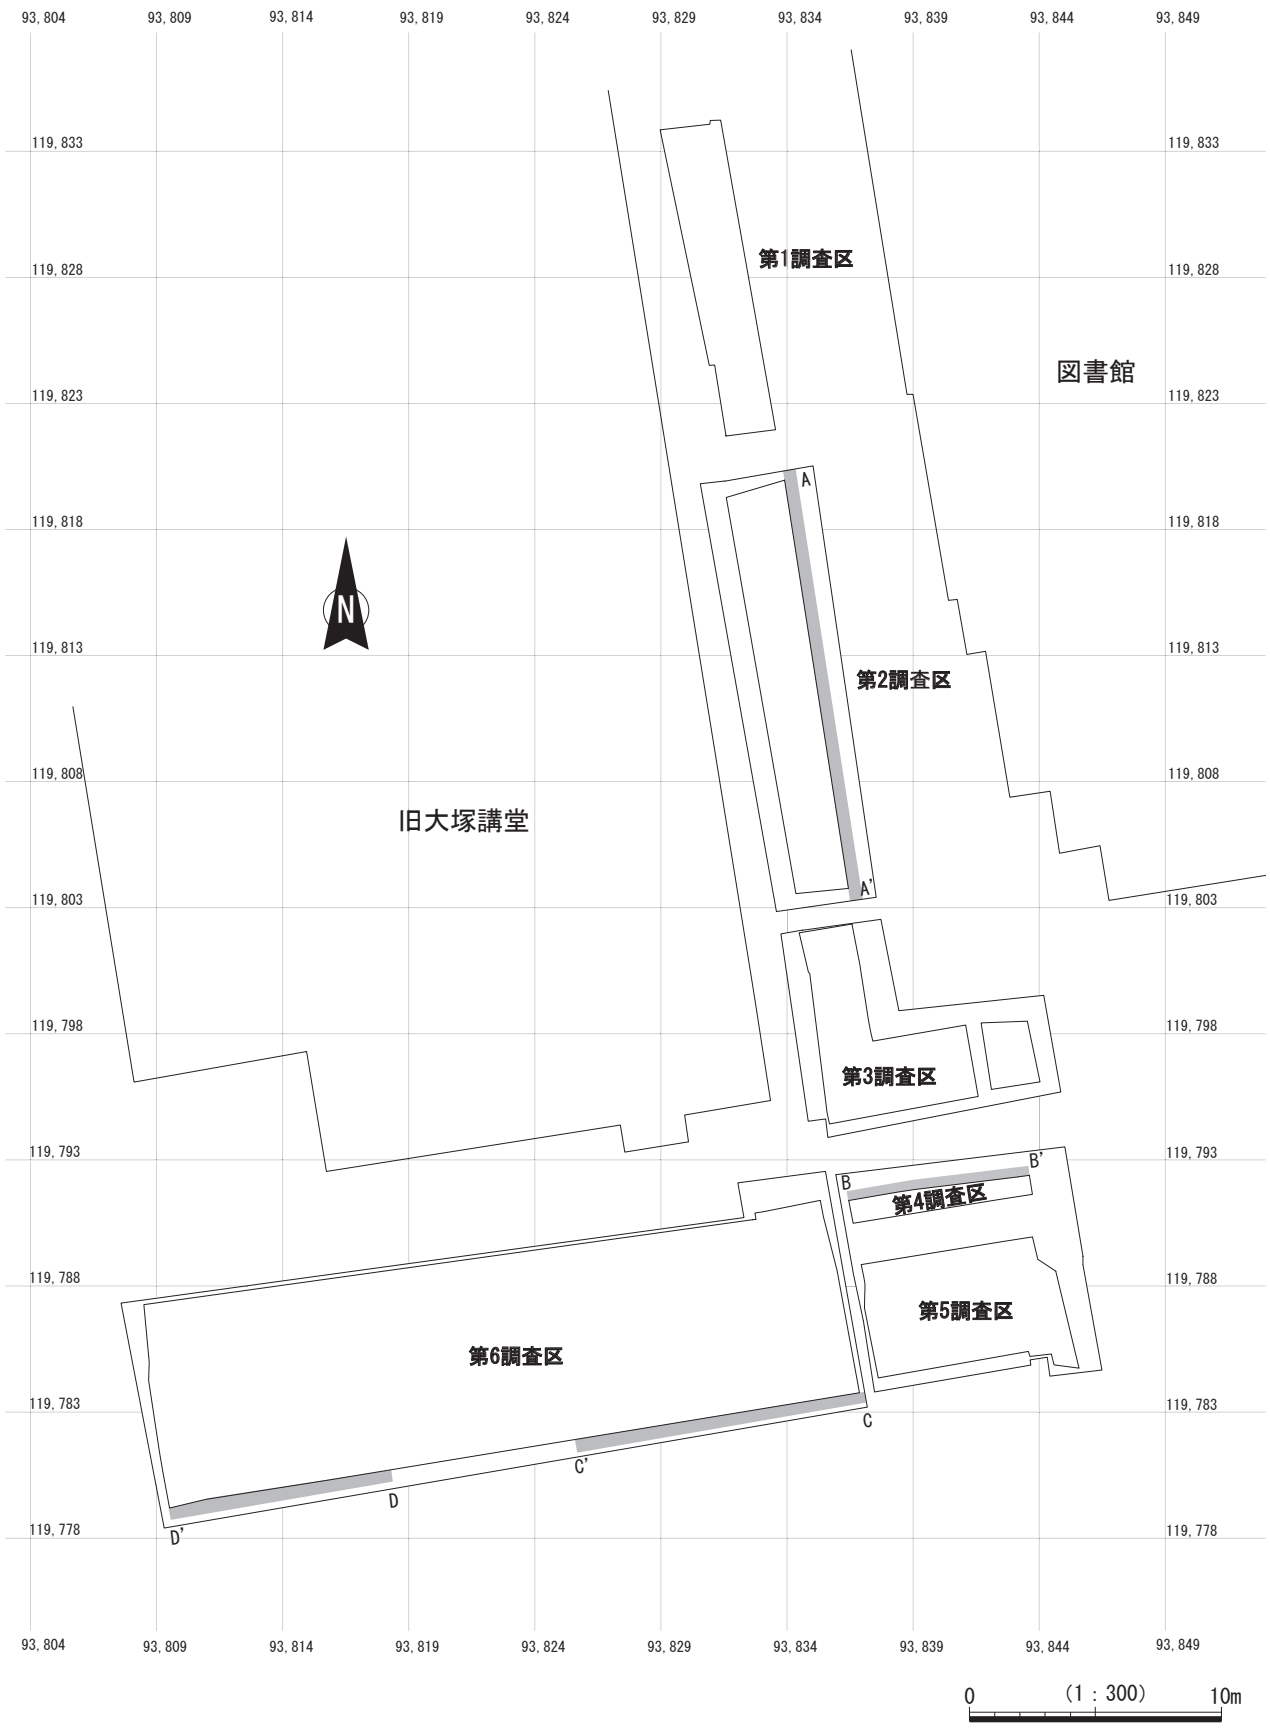 93,804 93,809 93,814 93,819 93,824 93,829 93,834 93,839 93,844 93,849
119,833 119,833
第1調査区
119,828 119,828
図書館
119,823 119,823
A
119,818 119,818
N
119,813 119,813
第2調査区
119,808 119,808
旧大塚講堂
A'
119,803 119,803
119,798 119,798
第3調査区
119,793 119,793
B B'
第4調査区
119,788 119,788
第5調査区
第6調査区
119,783 119,783
C
C'
D
119,778 119,778
D'
93,804 93,809 93,814 93,819 93,824 93,829 93,834 93,839 93,844 93,849
0 (1:300) 10m